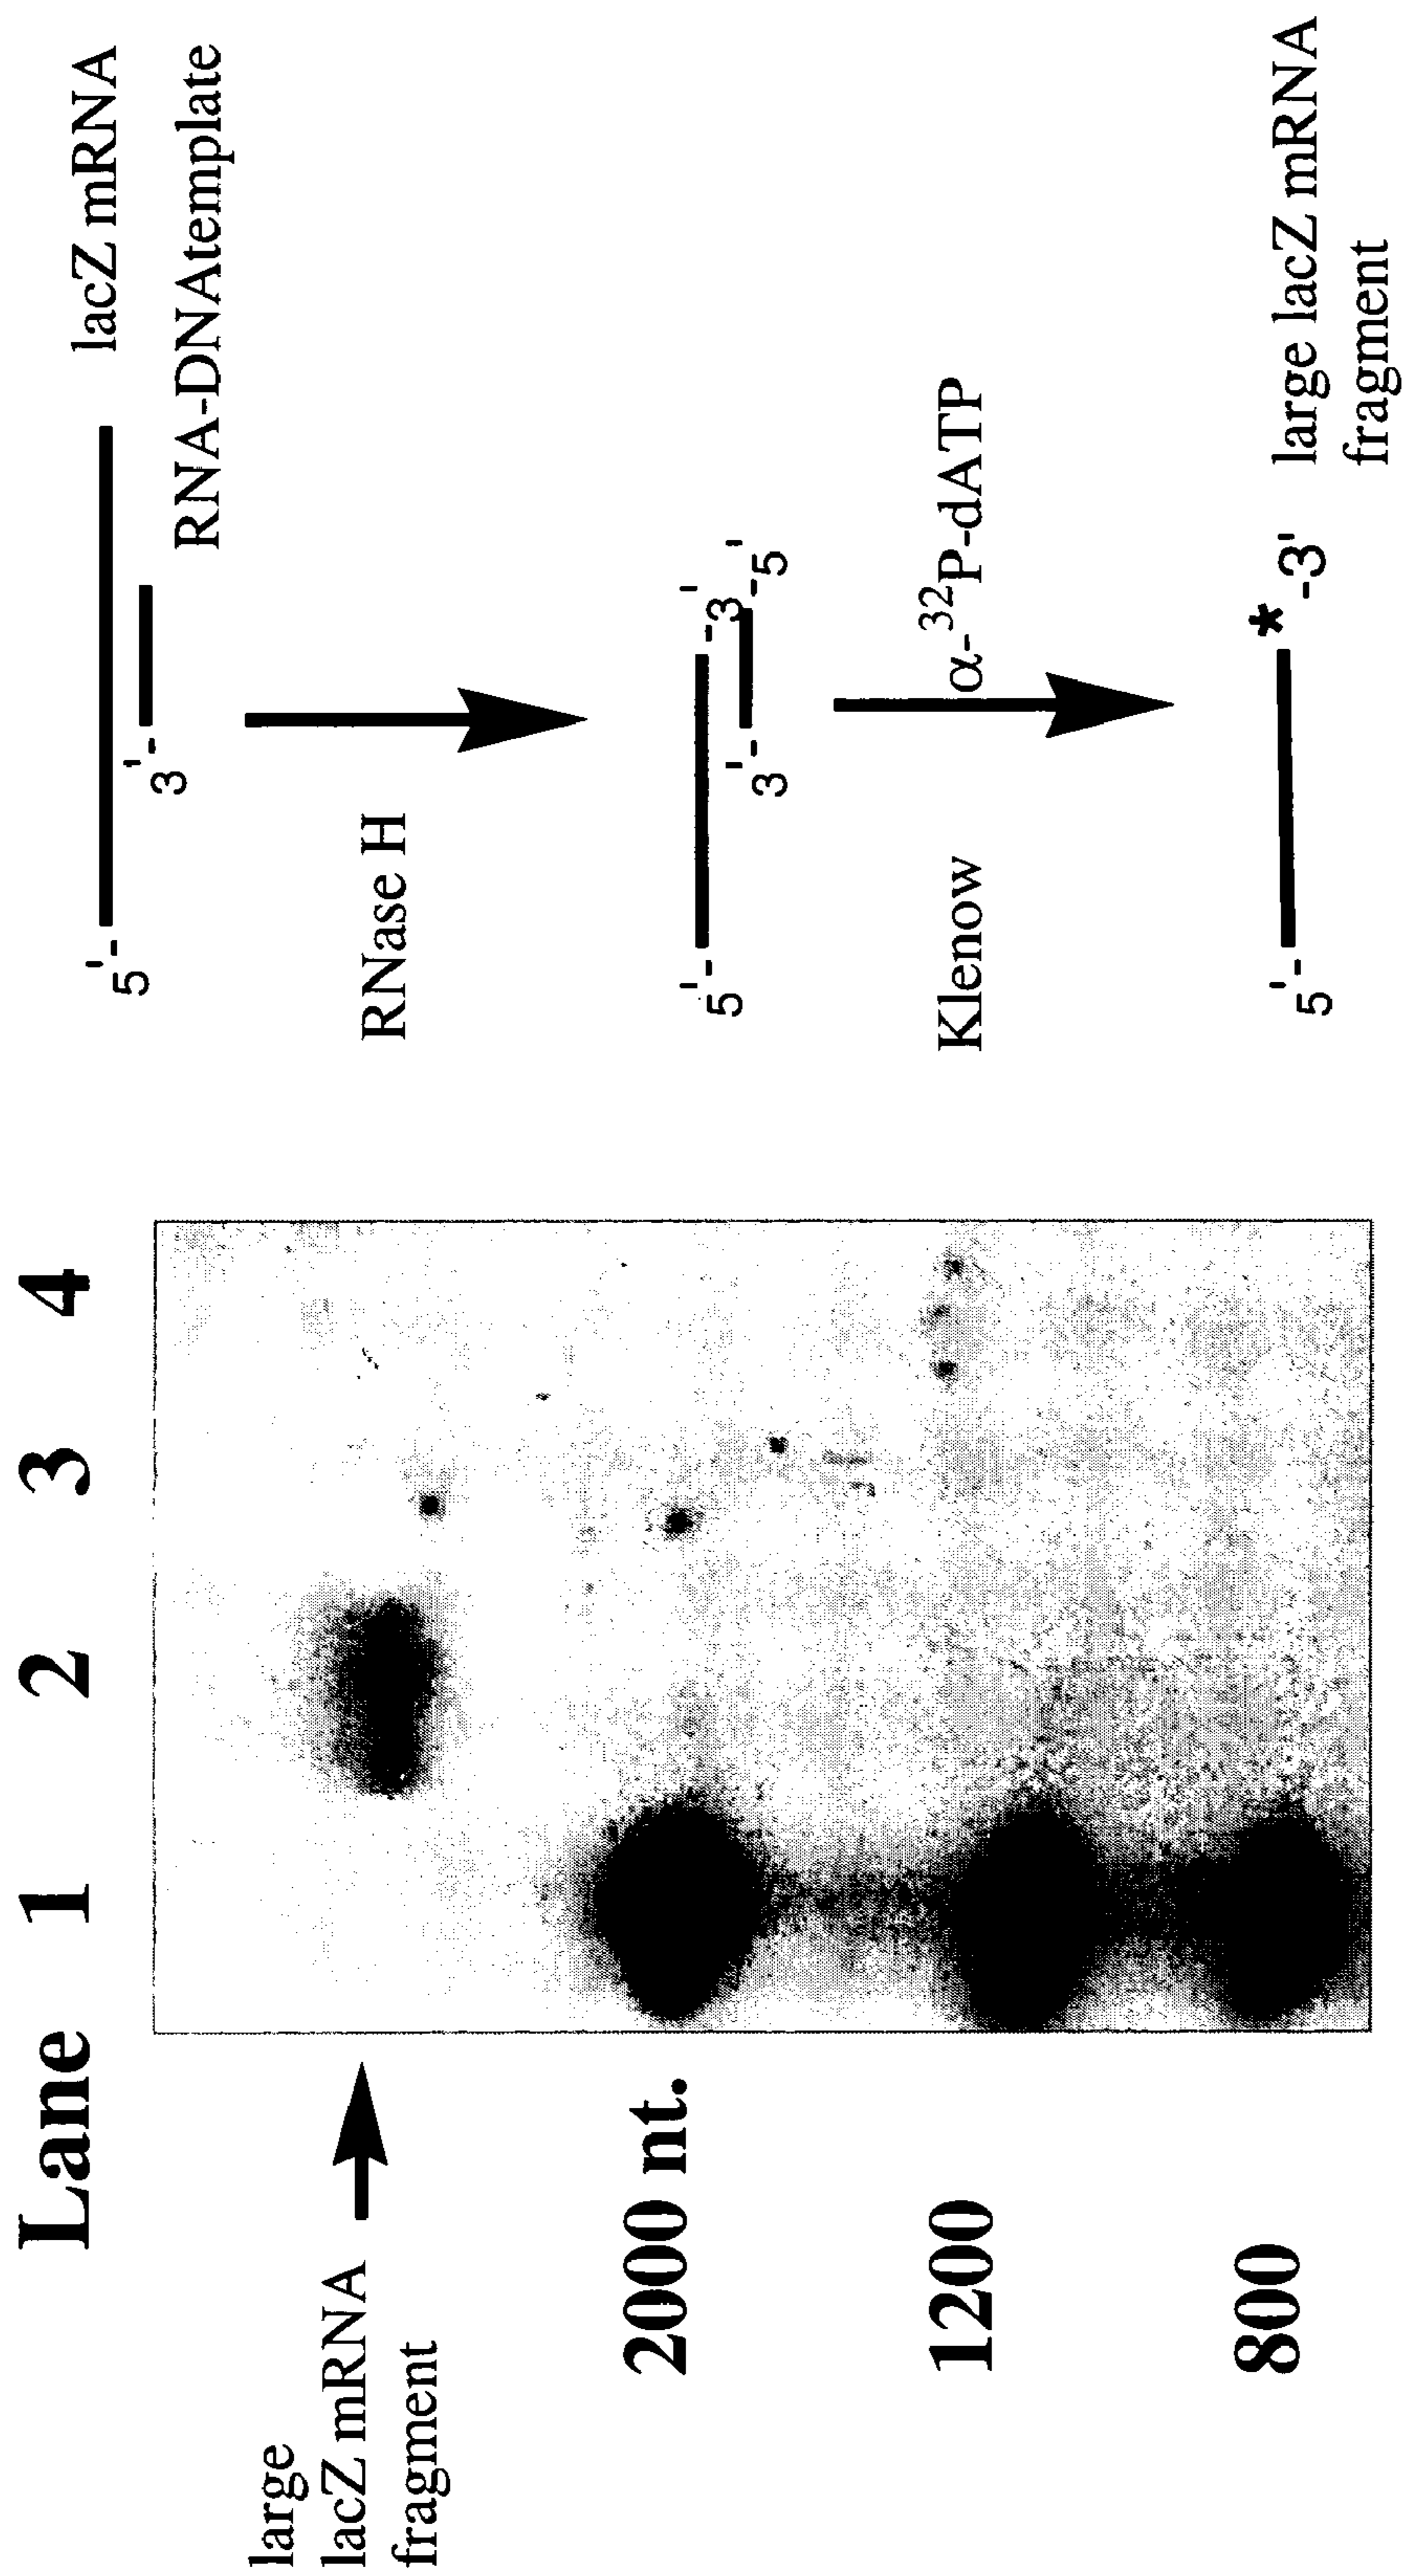 Lane 1 2 3 4
large
lacZ mRNA
fragment
2000 nt.
1200
800
5'-
lacZ mRNA
3'-
RNA-DNAtemplate
RNase H
5'-
-3'
3'-
-5'
Klenow
α-³²P-dATP
5'-
*
-3'
large lacZ mRNA
fragment